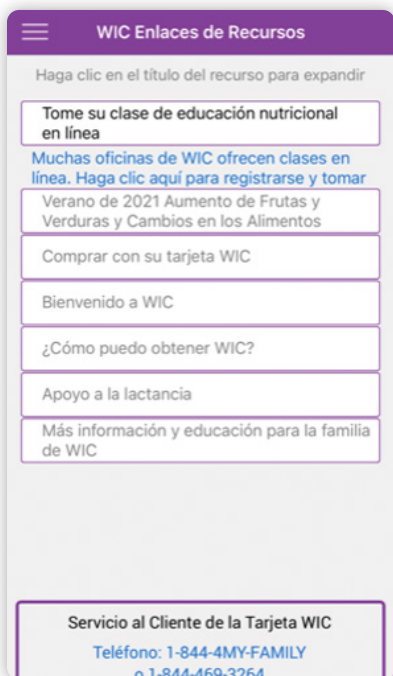 WIC Enlaces de Recursos
Haga clic en el título del recurso para expandir
Tome su clase de educación nutricional
en línea
Muchas oficinas de WIC ofrecen clases en
línea. Haga clic aquí para registrarse y tomar
Verano de 2021 Aumento de Frutas y
Verduras y Cambios en los Alimentos
Comprar con su tarjeta WIC
Bienvenido a WIC
¿Cómo puedo obtener WIC?
Apoyo a la lactancia
Más información y educación para la familia
de WIC
Servicio al Cliente de la Tarjeta WIC
Teléfono: 1-844-4MY-FAMILY
o 1-844-469-3264